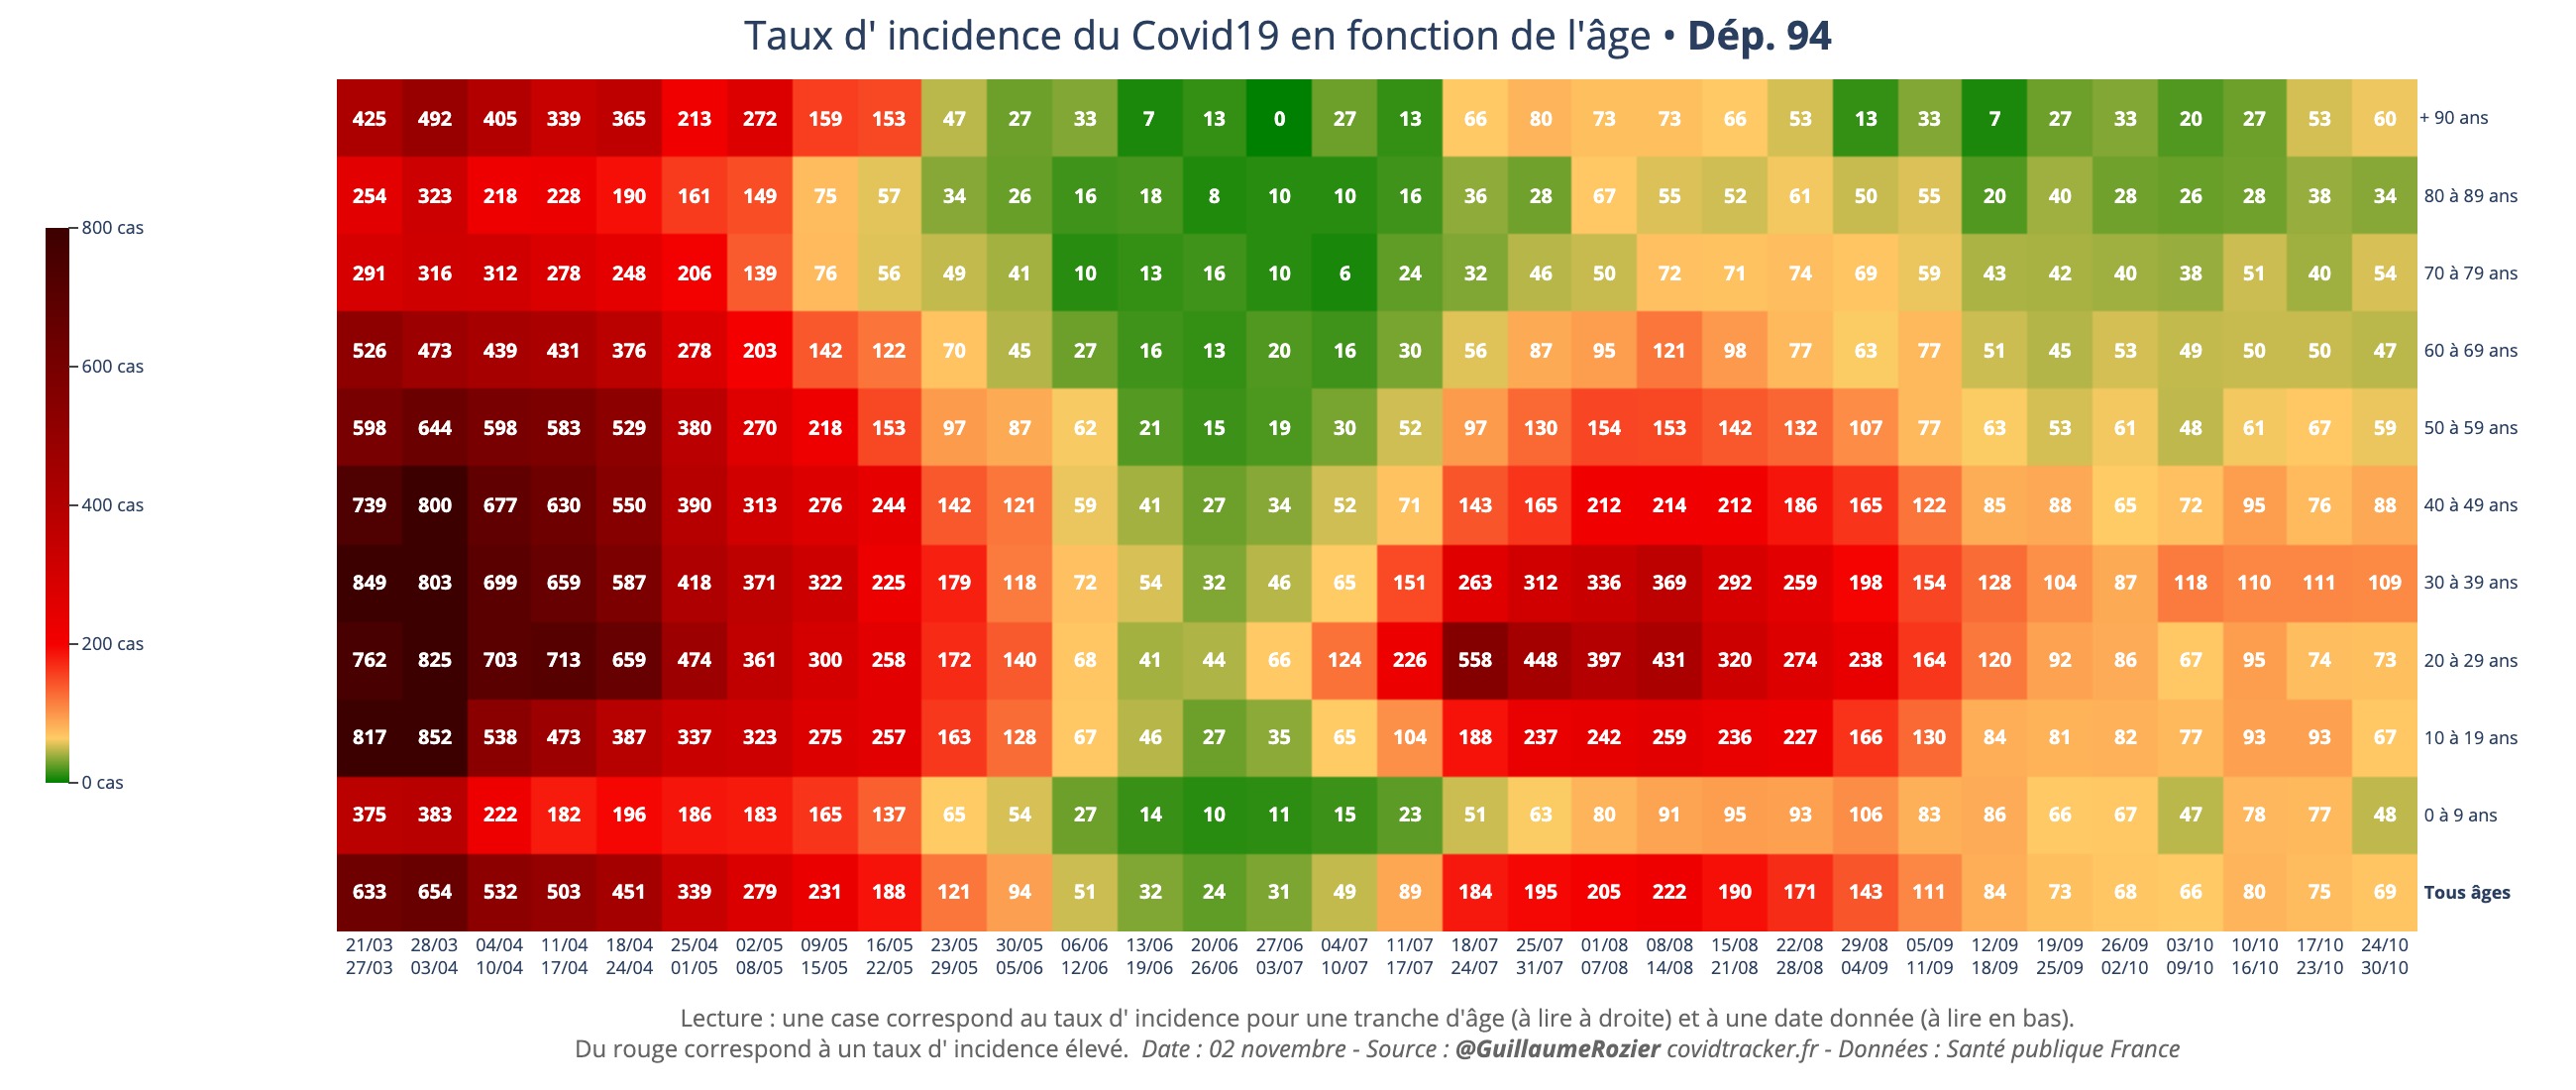 Taux d' incidence du Covid19 en fonction de l'âge • Dép. 94
800 cas
600 cas
400 cas
200 cas
0 cas
425 492 405 339 365 213 272 159 153 47 27 33 7 13 0 27 13 66 80 73 73 66 53 13 33 7 27 33 20 27 53 60 + 90 ans
254 323 218 228 190 161 149 75 57 34 26 16 18 8 10 10 16 36 28 67 55 52 61 50 55 20 40 28 26 28 38 34 80 à 89 ans
291 316 312 278 248 206 139 76 56 49 41 10 13 16 10 6 24 32 46 50 72 71 74 69 59 43 42 40 38 51 40 54 70 à 79 ans
526 473 439 431 376 278 203 142 122 70 45 27 16 13 20 16 30 56 87 95 121 98 77 63 77 51 45 53 49 50 50 47 60 à 69 ans
598 644 598 583 529 380 270 218 153 97 87 62 21 15 19 30 52 97 130 154 153 142 132 107 77 63 53 61 48 61 67 59 50 à 59 ans
739 800 677 630 550 390 313 276 244 142 121 59 41 27 34 52 71 143 165 212 214 212 186 165 122 85 88 65 72 95 76 88 40 à 49 ans
849 803 699 659 587 418 371 322 225 179 118 72 54 32 46 65 151 263 312 336 369 292 259 198 154 128 104 87 118 110 111 109 30 à 39 ans
762 825 703 713 659 474 361 300 258 172 140 68 41 44 66 124 226 558 448 397 431 320 274 238 164 120 92 86 67 95 74 73 20 à 29 ans
817 852 538 473 387 337 323 275 257 163 128 67 46 27 35 65 104 188 237 242 259 236 227 166 130 84 81 82 77 93 93 67 10 à 19 ans
375 383 222 182 196 186 183 165 137 65 54 27 14 10 11 15 23 51 63 80 91 95 93 106 83 86 66 67 47 78 77 48 0 à 9 ans
633 654 532 503 451 339 279 231 188 121 94 51 32 24 31 49 89 184 195 205 222 190 171 143 111 84 73 68 66 80 75 69 Tous âges
21/03 28/03 04/04 11/04 18/04 25/04 02/05 09/05 16/05 23/05 30/05 06/06 13/06 20/06 27/06 04/07 11/07 18/07 25/07 01/08 08/08 15/08 22/08 29/08 05/09 12/09 19/09 26/09 03/10 10/10 17/10 24/10
27/03 03/04 10/04 17/04 24/04 01/05 08/05 15/05 22/05 29/05 05/06 12/06 19/06 26/06 03/07 10/07 17/07 24/07 31/07 07/08 14/08 21/08 28/08 04/09 11/09 18/09 25/09 02/10 09/10 16/10 23/10 30/10
Lecture : une case correspond au taux d' incidence pour une tranche d'âge (à lire à droite) et à une date donnée (à lire en bas).
Du rouge correspond à un taux d' incidence élevé. Date : 02 novembre - Source : @GuillaumeRozier covidtracker.fr - Données : Santé publique France